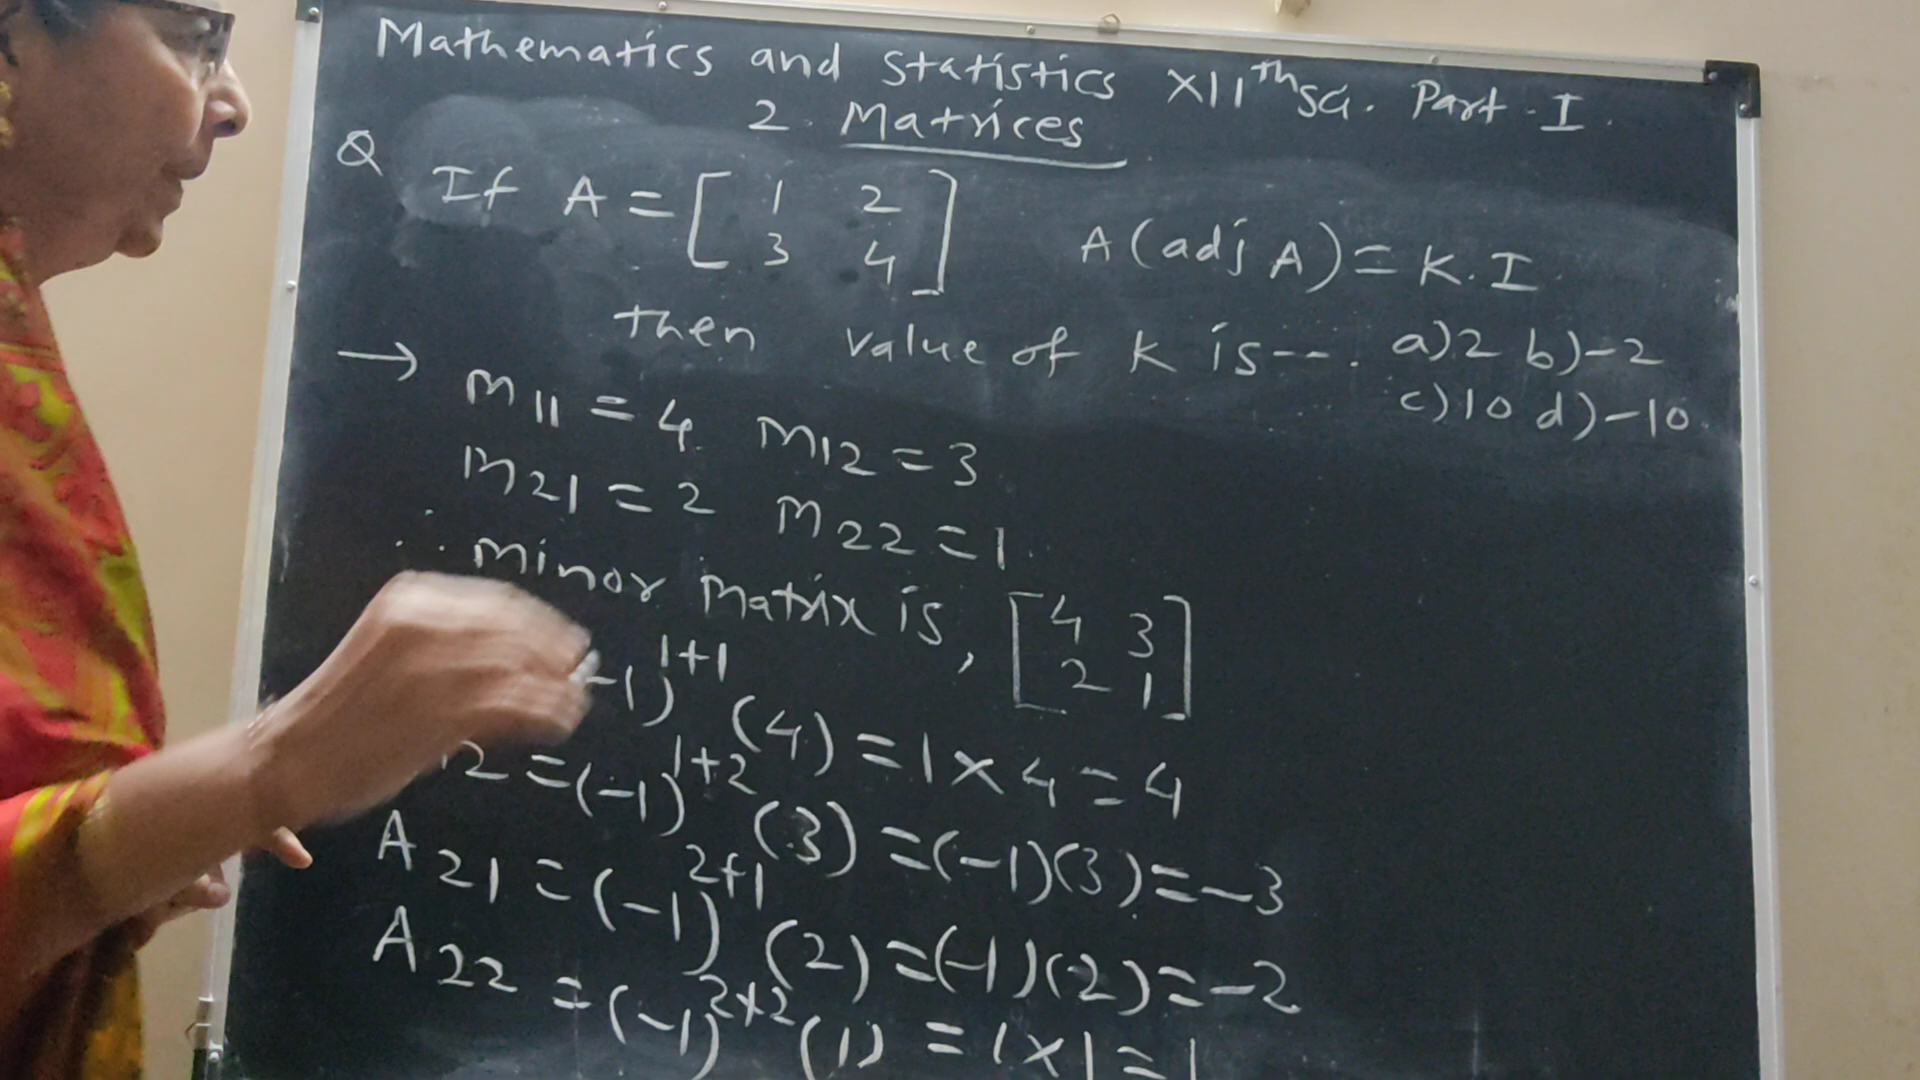 Mathematics and Statistics XIIth Sci. Part - I.
2. Matrices
Q If A = [ 1 2
3 4 ] A (adj A) = K. I.
then value of K is --. a) 2 b) -2
c) 10 d) -10.
→ M11 = 4. M12 = 3
M21 = 2 M22 = 1.
∴ Minor Matrix is, [ 4 3
2 1 ]
-1)^1+1 (4) = 1 × 4 = 4
12 = (-1)^1+2 (3) = (-1)(3) = -3
A21 = (-1)^2+1 (2) = (-1)(2) = -2
A22 = (-1)^2+2 (1) = 1 × 1 = 1